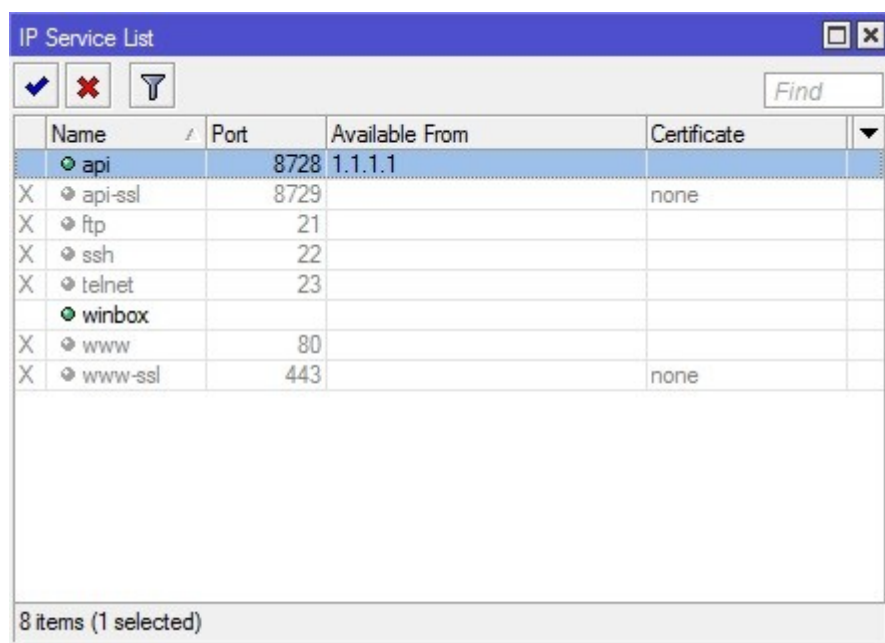 IP Service List
Find
Name Port Available From Certificate
api 8728 1.1.1.1
X api-ssl 8729 none
X ftp 21
X ssh 22
X telnet 23
winbox
X www 80
X www-ssl 443 none
8 items (1 selected)